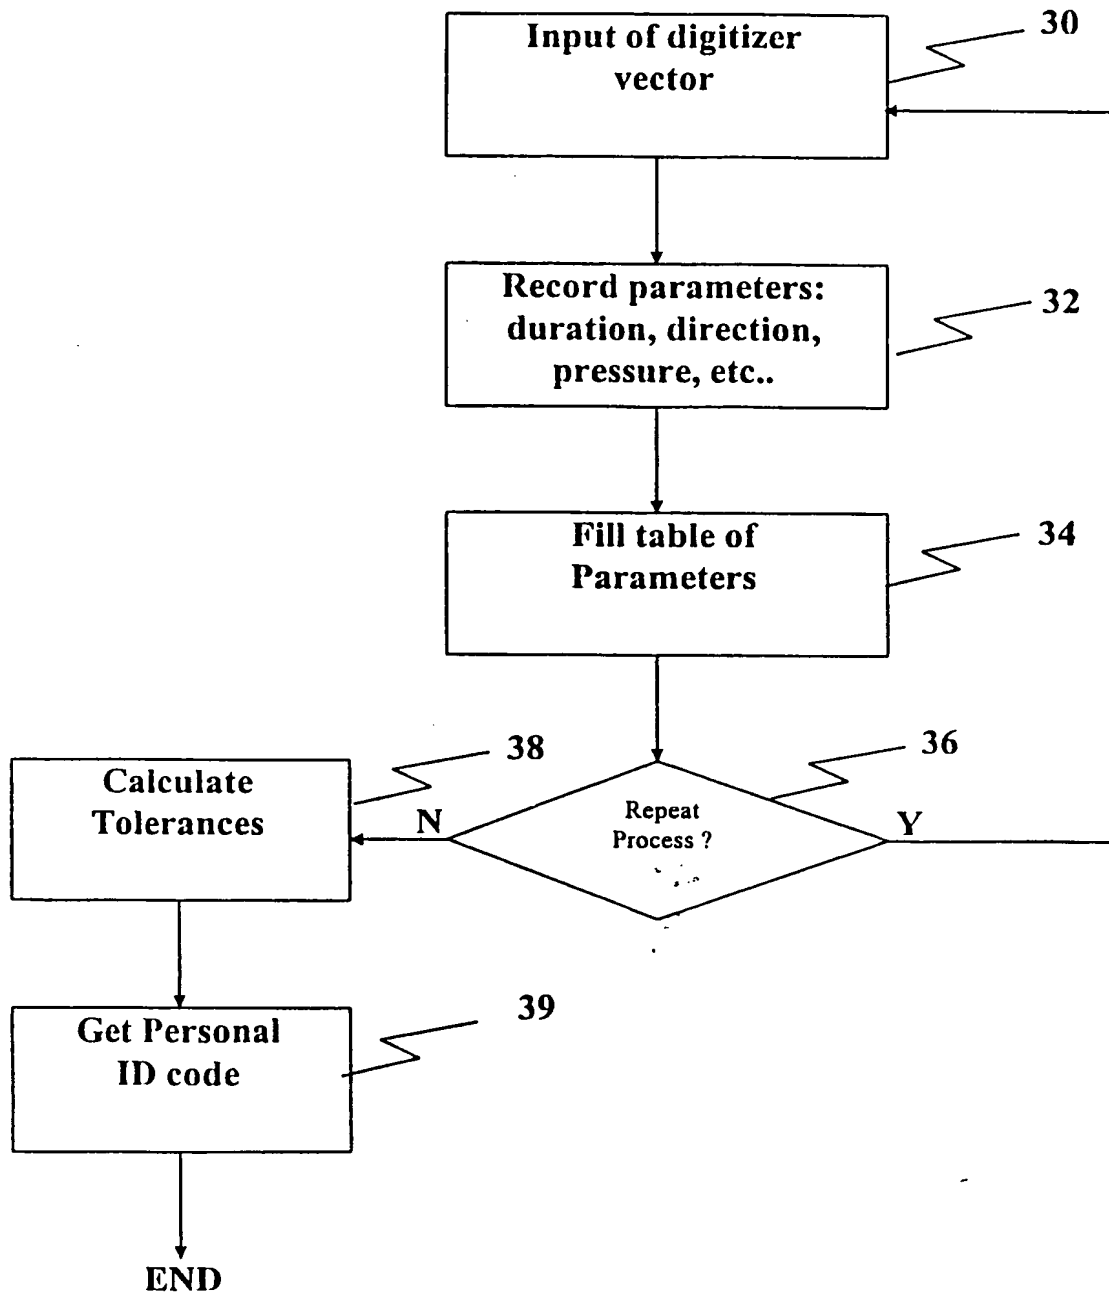 Input of digitizer
vector
30
Record parameters:
duration, direction,
pressure, etc..
32
Fill table of
Parameters
34
Repeat
Process ?
36
Y
N
Calculate
Tolerances
38
Get Personal
ID code
39
END